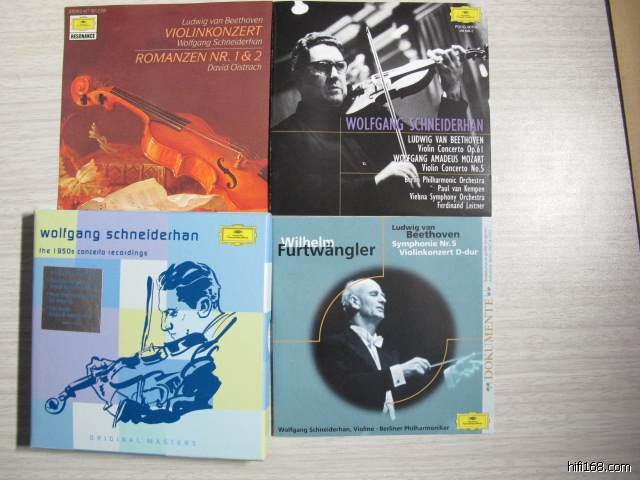 Ludwig van Beethoven
VIOLINKONZERT
Wolfgang Schneiderhan
ROMANZEN NR. 1 & 2
David Oistrach
RESONANCE
WOLFGANG SCHNEIDERHAN
LUDWIG VAN BEETHOVEN
Violin Concerto Op.61
WOLFGANG AMADEUS MOZART
Violin Concerto No.5
Berlin Philharmonic Orchestra
Paul van Kempen
Vienna Symphony Orchestra
Ferdinand Leitner
wolfgang schneiderhan
the 1950s concerto recordings
ORIGINAL MASTERS
Wilhelm
Furtwängler
Ludwig van
Beethoven
Symphonie Nr.5
Violinkonzert D-dur
DOKUMENTE
Wolfgang Schneiderhan, Violine · Berliner Philharmoniker
hifi168.com